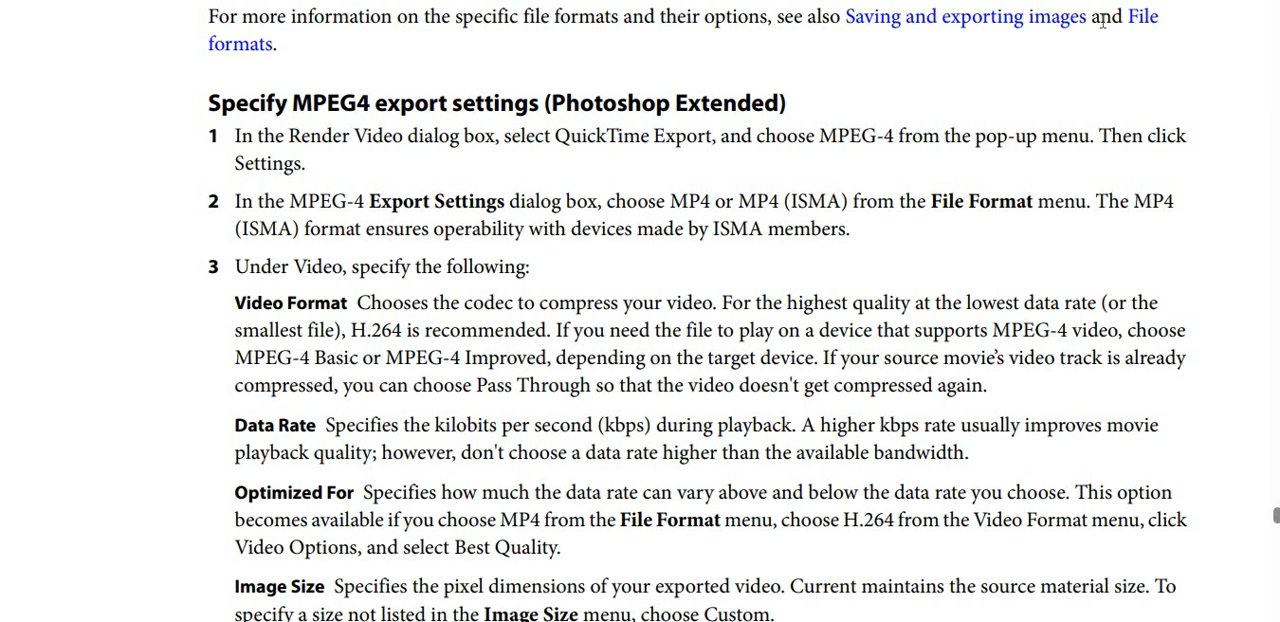 For more information on the specific file formats and their options, see also Saving and exporting images and File
formats.
Specify MPEG4 export settings (Photoshop Extended)
1 In the Render Video dialog box, select QuickTime Export, and choose MPEG-4 from the pop-up menu. Then click
Settings.
2 In the MPEG-4 Export Settings dialog box, choose MP4 or MP4 (ISMA) from the File Format menu. The MP4
(ISMA) format ensures operability with devices made by ISMA members.
3 Under Video, specify the following:
Video Format Chooses the codec to compress your video. For the highest quality at the lowest data rate (or the
smallest file), H.264 is recommended. If you need the file to play on a device that supports MPEG-4 video, choose
MPEG-4 Basic or MPEG-4 Improved, depending on the target device. If your source movie’s video track is already
compressed, you can choose Pass Through so that the video doesn't get compressed again.
Data Rate Specifies the kilobits per second (kbps) during playback. A higher kbps rate usually improves movie
playback quality; however, don't choose a data rate higher than the available bandwidth.
Optimized For Specifies how much the data rate can vary above and below the data rate you choose. This option
becomes available if you choose MP4 from the File Format menu, choose H.264 from the Video Format menu, click
Video Options, and select Best Quality.
Image Size Specifies the pixel dimensions of your exported video. Current maintains the source material size. To
specify a size not listed in the Image Size menu, choose Custom.